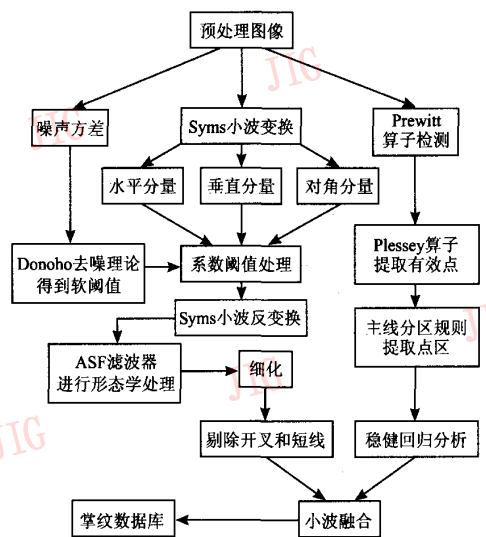 预处理图像
噪声方差
Syms小波变换
Prewitt
算子检测
水平分量
垂直分量
对角分量
Donoho去噪理论
得到软阈值
系数阈值处理
Plessey算子
提取有效点
Syms小波反变换
ASF滤波器
进行形态学处理
细化
主线分区规则
提取点区
剔除开叉和短线
稳健回归分析
掌纹数据库
小波融合
JIG
JIG
JIG
JIG